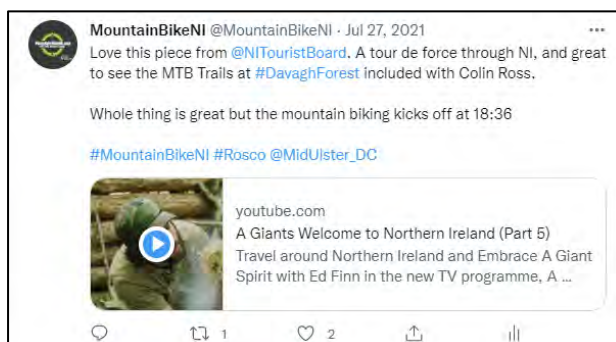 MountainBikeNI @MountainBikeNI · Jul 27, 2021
Love this piece from @NITouristBoard. A tour de force through NI, and great
to see the MTB Trails at #DavaghForest included with Colin Ross.
Whole thing is great but the mountain biking kicks off at 18:36
#MountainBikeNI #Rosco @MidUlster_DC
youtube.com
A Giants Welcome to Northern Ireland (Part 5)
Travel around Northern Ireland and Embrace A Giant
Spirit with Ed Finn in the new TV programme, A ...
1 2